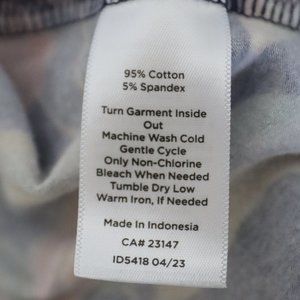 95% Cotton
5% Spandex
Turn Garment Inside
Out
Machine Wash Cold
Gentle Cycle
Only Non-Chlorine
Bleach When Needed
Tumble Dry Low
Warm Iron, If Needed
Made In Indonesia
CA# 23147
ID5418 04/23